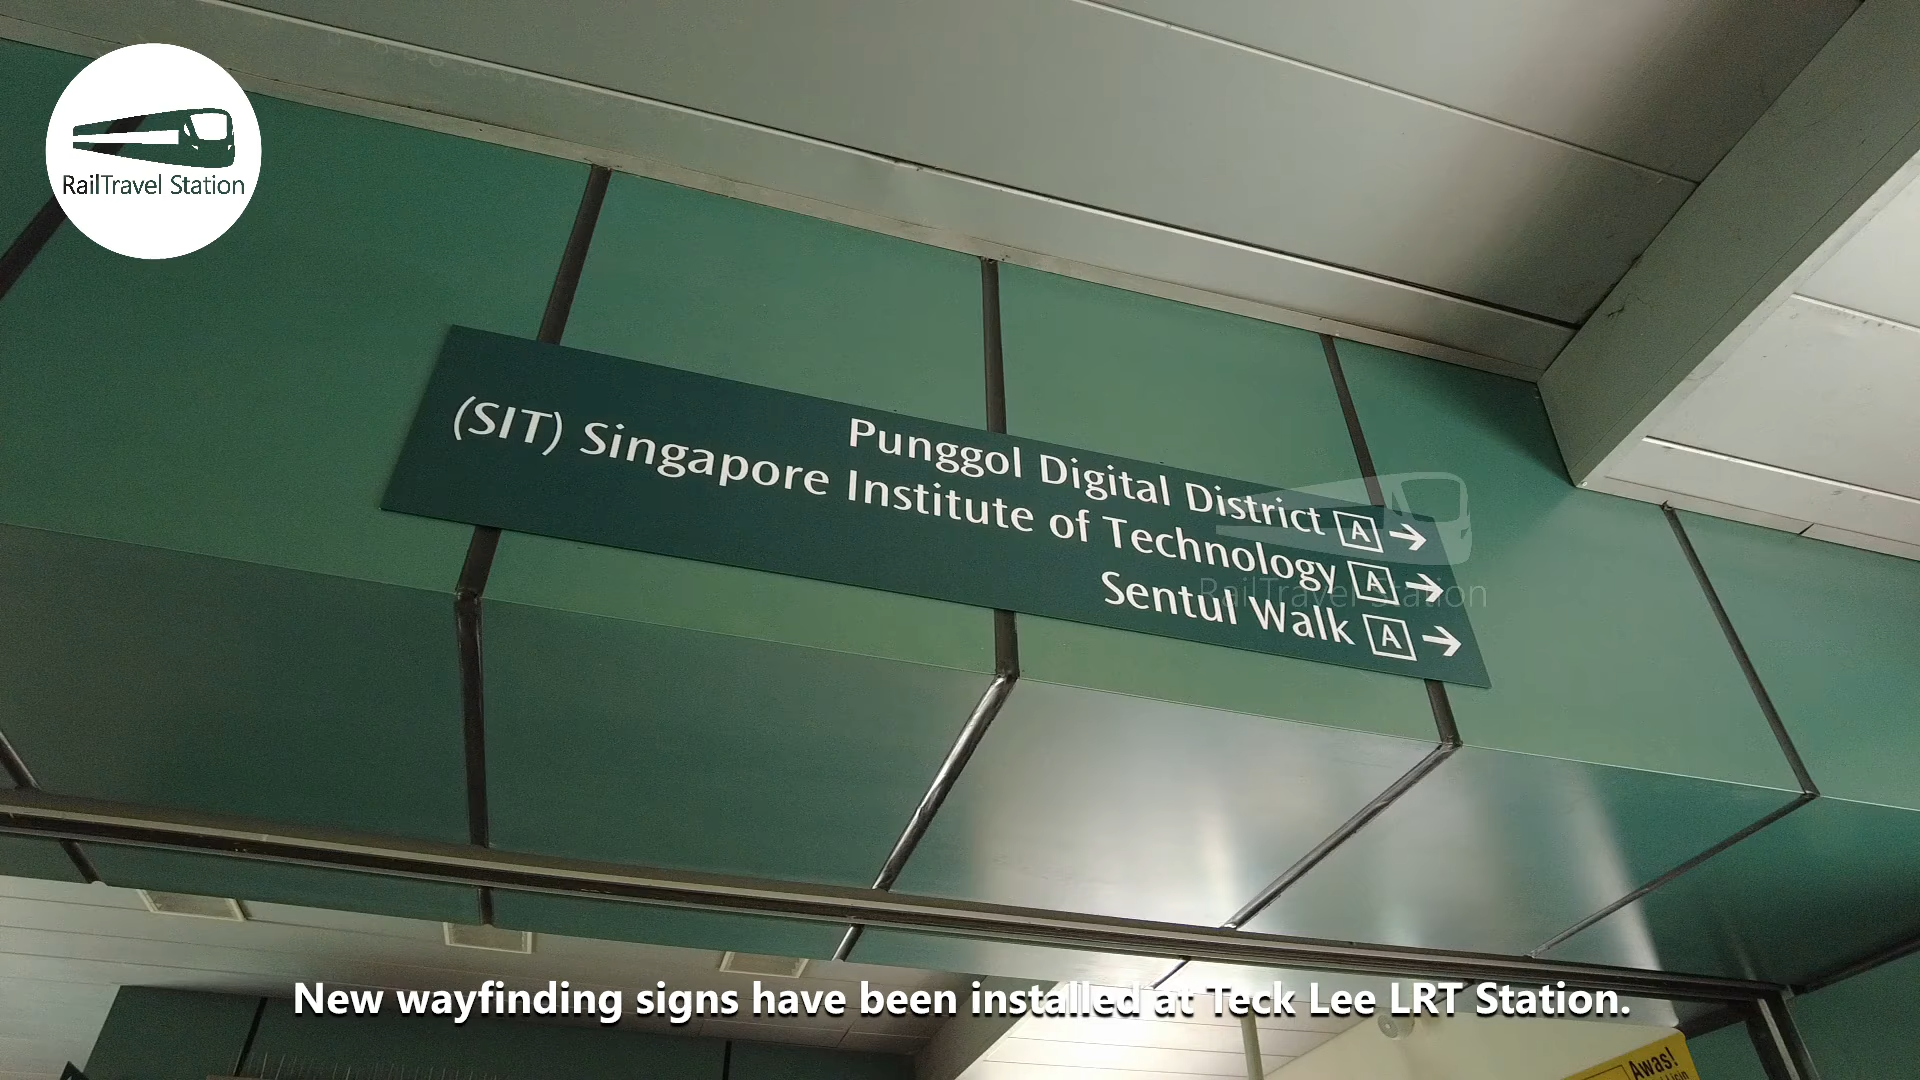 RailTravel Station
Punggol Digital District A →
(SIT) Singapore Institute of Technology A →
Sentul Walk A →
RailTravel Station
New wayfinding signs have been installed at Teck Lee LRT Station.
Awas!